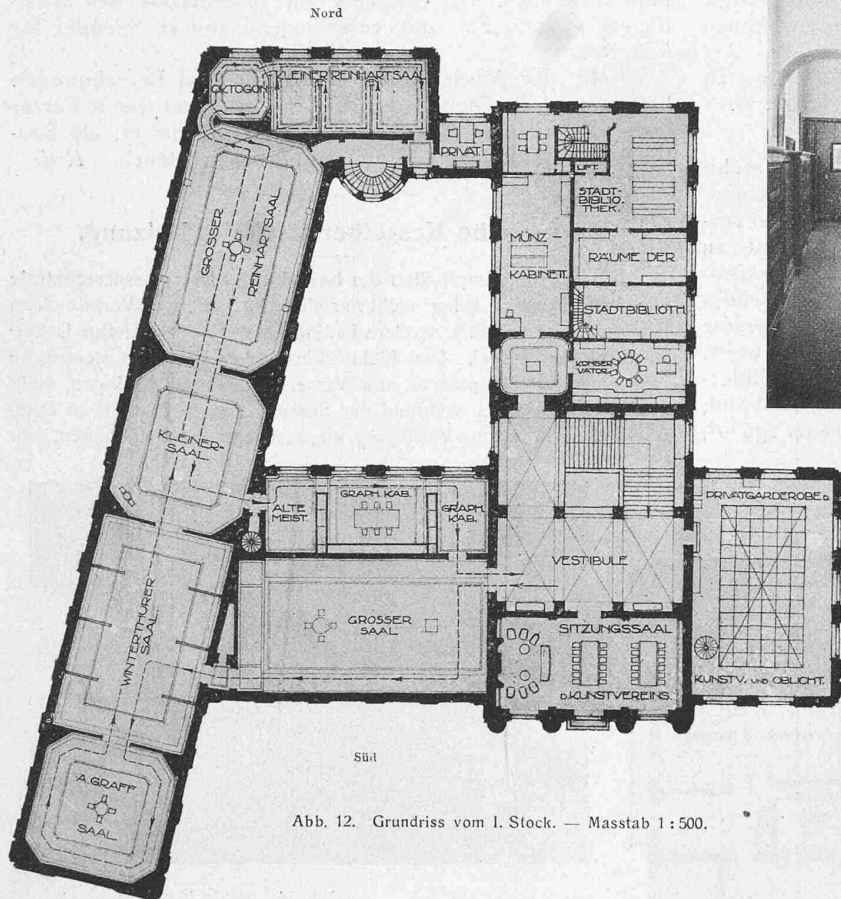 Nord
OKTOGON
KLEINER REINHARTSAAL
PRIVAT.
LIFT.
STADT-
BIBLIO-
THEK.
GROSSER
REINHARTSAAL
MÜNZ-
KABINETT.
RÄUME DER
STADTBIBLIOTH.
KONSER
VATOR.
KLEINER-
SAAL
ALTE
MEIST.
GRAPH. KAB.
GRAPH.
KAB.
VESTIBULE
PRIVATGARDEROBE D.
KUNSTV. UND OBLICHT.
WINTERTHURER
SAAL.
GROSSER
SAAL
SITZUNGSSAAL
D. KUNSTVEREINS.
A. GRAFF
SAAL
Süd
Abb. 12. Grundriss vom I. Stock. — Masstab 1 : 500.